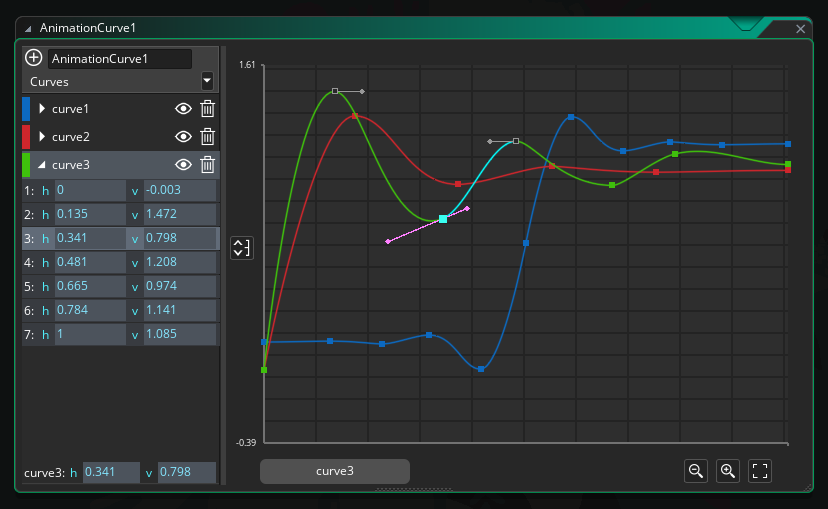 AnimationCurve1
AnimationCurve1
Curves
curve1
curve2
curve3
1: h 0 v -0.003
2: h 0.135 v 1.472
3: h 0.341 v 0.798
4: h 0.481 v 1.208
5: h 0.665 v 0.974
6: h 0.784 v 1.141
7: h 1 v 1.085
curve3: h 0.341 v 0.798
1.61
-0.39
curve3